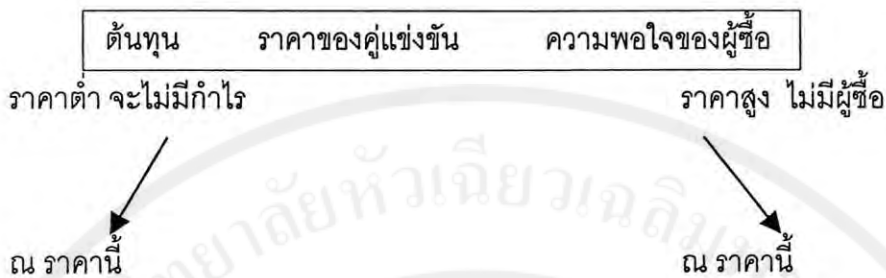 ต้นทุน ราคาของคู่แข่งขัน ความพอใจของผู้ซื้อ
ราคาต่ำ จะไม่มีกำไร ราคาสูง ไม่มีผู้ซื้อ
ณ ราคานี้ ณ ราคานี้